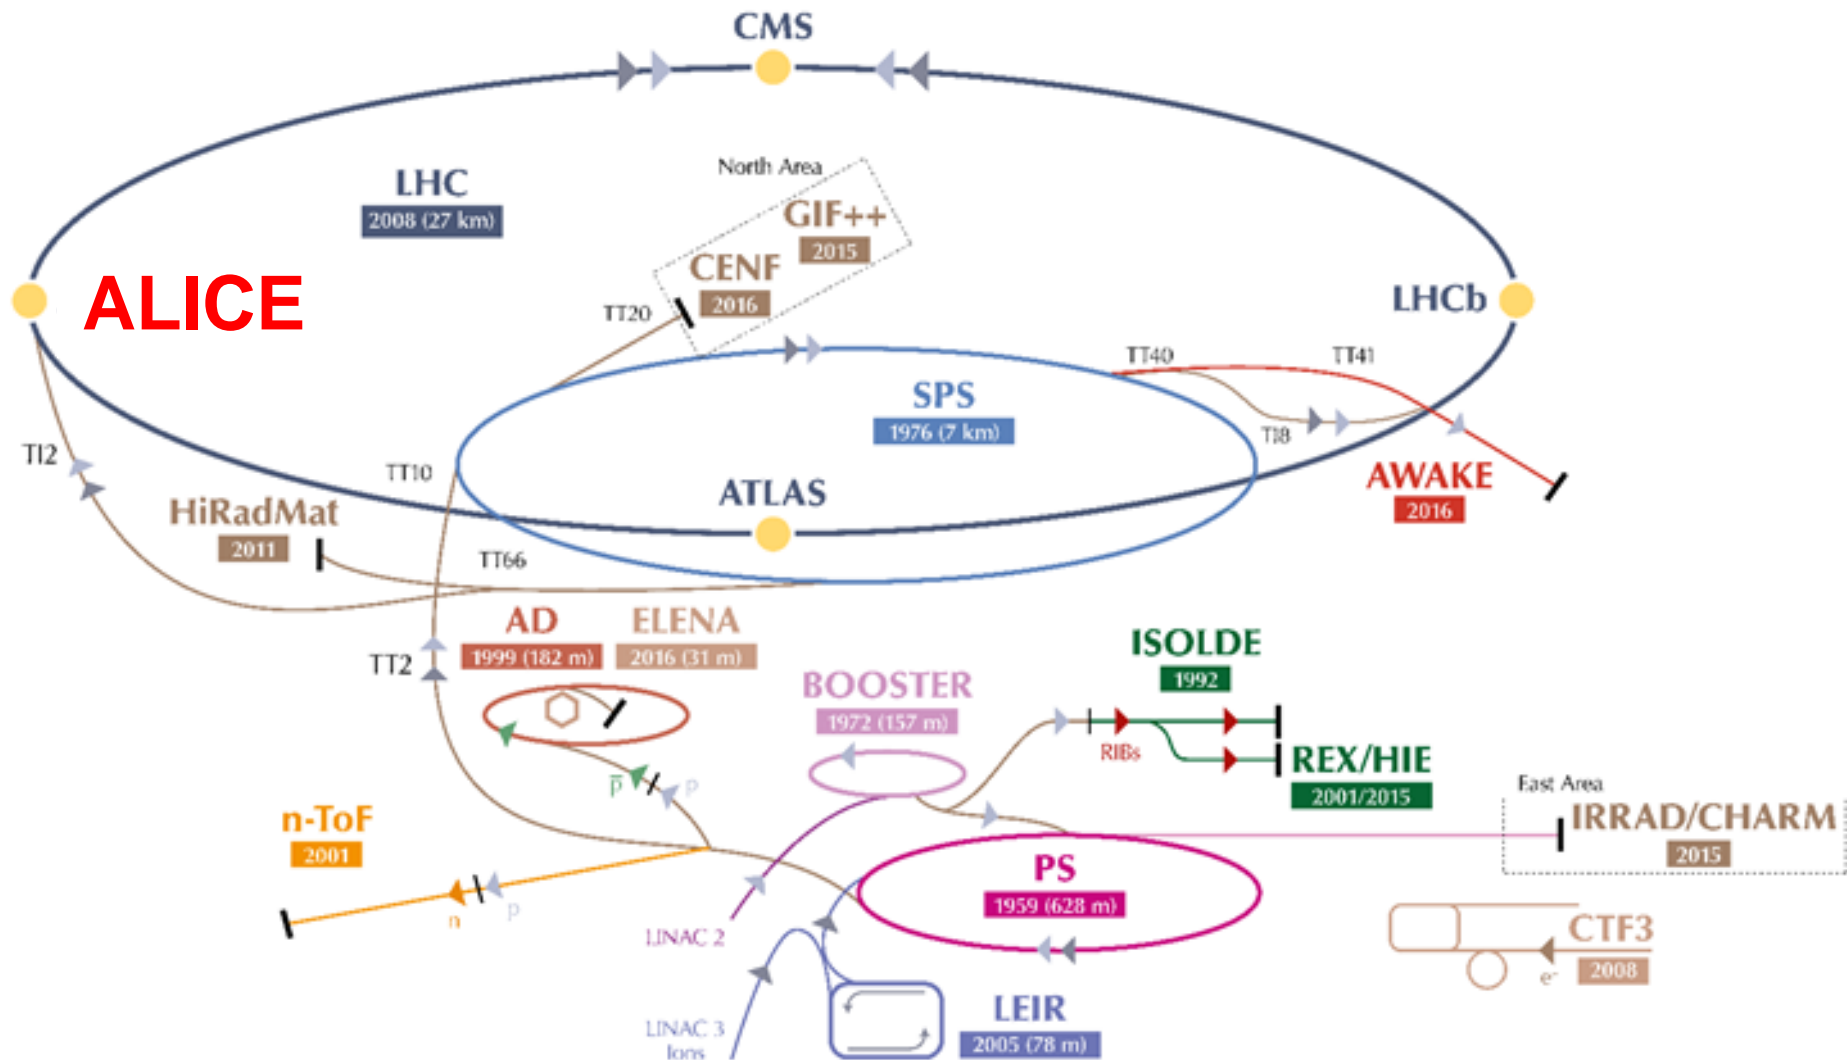 CMS
LHC
2008 (27 km)
North Area
GIF++
2015
CENF
2016
ALICE
LHCb
TT20
TT40
TT41
SPS
1976 (7 km)
TI8
TI2
TT10
ATLAS
AWAKE
2016
HiRadMat
2011
TT66
AD
1999 (182 m)
ELENA
2016 (31 m)
TT2
ISOLDE
1992
BOOSTER
1972 (157 m)
RIBs
REX/HIE
2001/2015
p̅
p
East Area
IRRAD/CHARM
2015
n-ToF
2001
PS
1959 (628 m)
n
p
LINAC 2
CTF3
2008
e-
LEIR
2005 (78 m)
LINAC 3
Ions